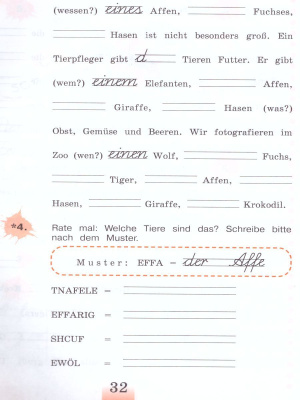 (wessen?) eines Affen, Fuchses,
Hasen ist nicht besonders groß. Ein
Tierpfleger gibt d Tieren Futter. Er gibt
(wem?) einem Elefanten, Affen,
Giraffe, Hasen (was?)
Obst, Gemüse und Beeren. Wir fotografieren im
Zoo (wen?) einen Wolf, Fuchs,
Tiger, Affen,
Hasen, Giraffe, Krokodil.
*4. Rate mal: Welche Tiere sind das? Schreibe bitte
nach dem Muster.
Muster: EFFA – der Affe
TNAFELE =
EFFARIG =
SHCUF =
EWÖL =
32